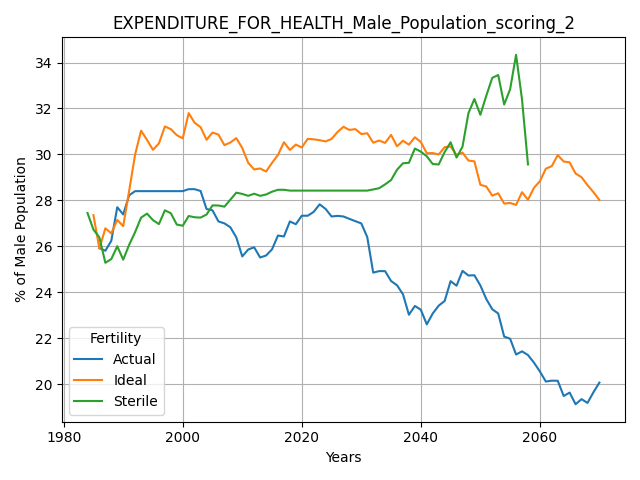 EXPENDITURE_FOR_HEALTH_Male_Population_scoring_2
% of Male Population
34
32
30
28
26
24
22
20
Fertility
Actual
Ideal
Sterile
1980
2000
2020
2040
2060
Years